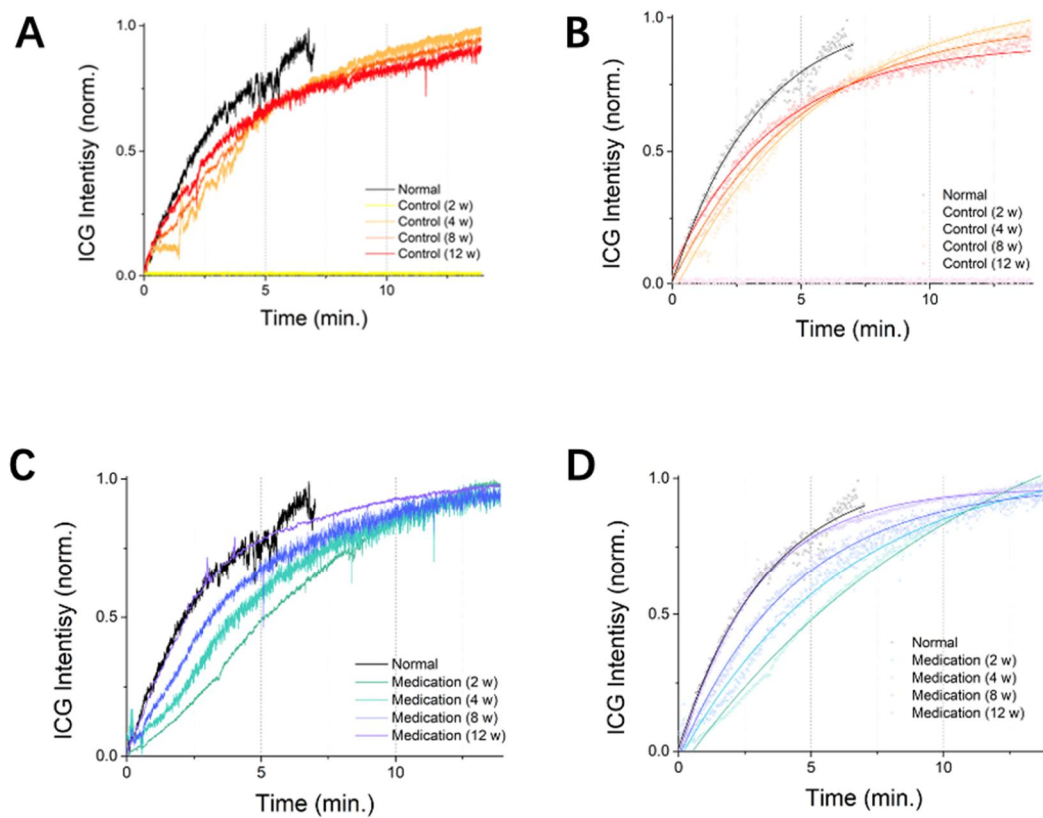 A
1.0
0.5
0.0
ICG Intentisy (norm.)
Normal
Control (2 w)
Control (4 w)
Control (8 w)
Control (12 w)
0
5
10
Time (min.)
B
1.0
0.5
0.0
ICG Intentisy (norm.)
Normal
Control (2 w)
Control (4 w)
Control (8 w)
Control (12 w)
0
5
10
Time (min.)
C
1.0
0.5
0.0
ICG Intentisy (norm.)
Normal
Medication (2 w)
Medication (4 w)
Medication (8 w)
Medication (12 w)
0
5
10
Time (min.)
D
1.0
0.5
0.0
ICG Intentisy (norm.)
Normal
Medication (2 w)
Medication (4 w)
Medication (8 w)
Medication (12 w)
0
5
10
Time (min.)